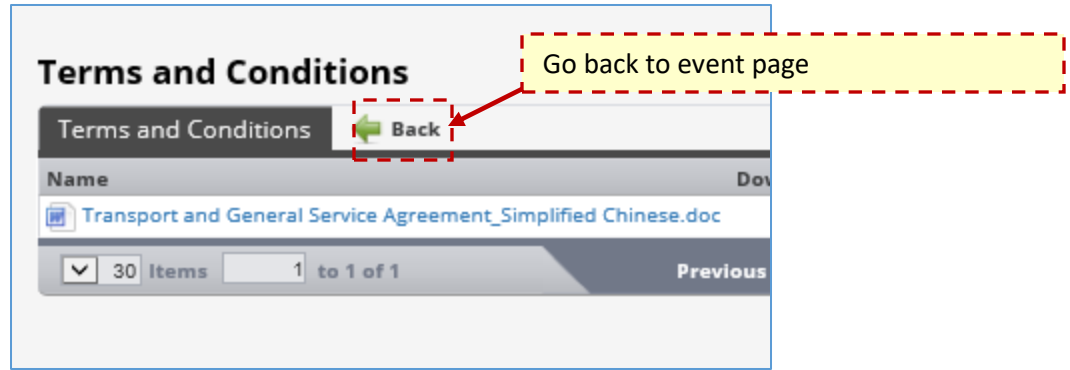 Terms and Conditions
Go back to event page
Terms and Conditions
Back
Name
Transport and General Service Agreement_Simplified Chinese.doc
30 Items 1 to 1 of 1 Previous